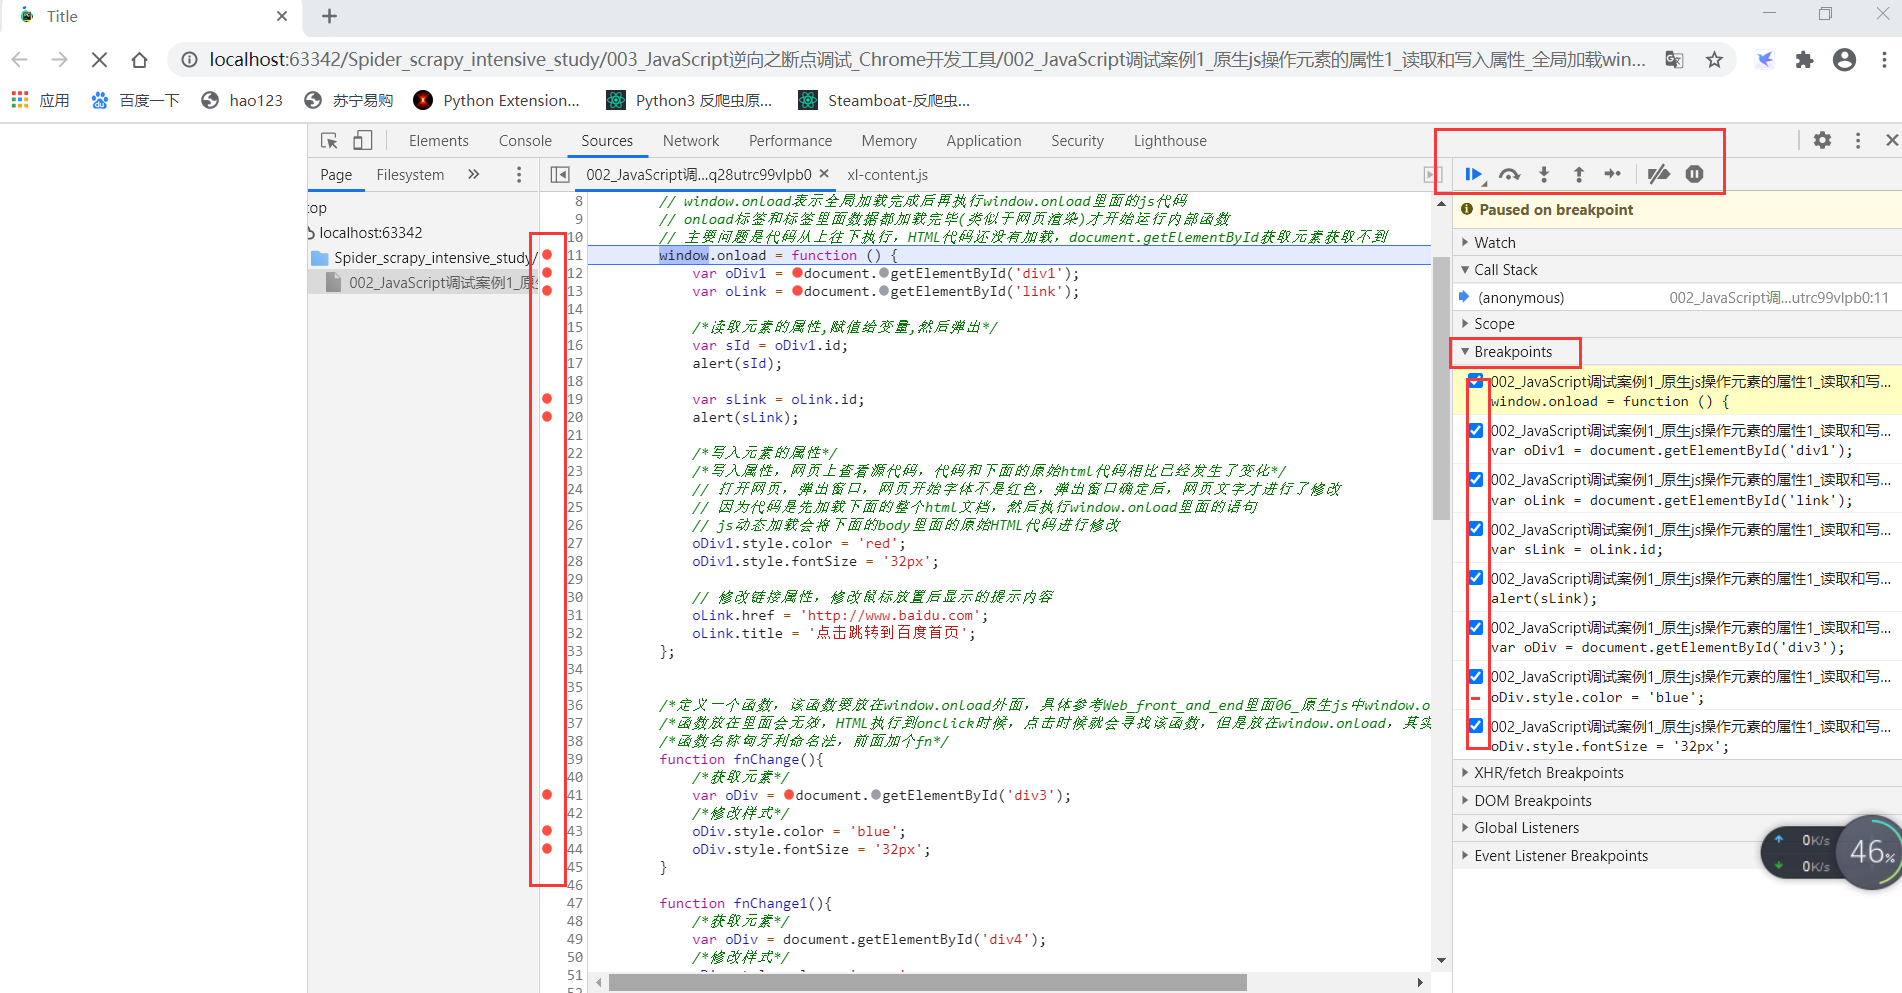 Title
localhost:63342/Spider_scrapy_intensive_study/003_JavaScript逆向之断点调试_Chrome开发工具/002_JavaScript调试案例1_原生js操作元素的属性1_读取和写入属性_全局加载win...
应用 百度一下 hao123 苏宁易购 Python Extension... Python3 反爬虫原... Steamboat-反爬虫...
Elements Console Sources Network Performance Memory Application Security Lighthouse
Page Filesystem » 002_JavaScript调...q28utrc99vlpb0 × xl-content.js
top
localhost:63342
Spider_scrapy_intensive_study/
002_JavaScript调试案例1_原
8 // window.onload表示全局加载完成后再执行window.onload里面的js代码
9 // onload标签和标签里面数据都加载完毕(类似于网页渲染)才开始运行内部函数
10 // 主要问题是代码从上往下执行，HTML代码还没有加载，document.getElementById获取元素获取不到
11 window.onload = function () {
12 var oDiv1 = document.getElementById('div1');
13 var oLink = document.getElementById('link');
14
15 /*读取元素的属性,赋值给变量,然后弹出*/
16 var sId = oDiv1.id;
17 alert(sId);
18
19 var sLink = oLink.id;
20 alert(sLink);
21
22 /*写入元素的属性*/
23 /*写入属性，网页上查看源代码，代码和下面的原始html代码相比已经发生了变化*/
24 // 打开网页，弹出窗口，网页开始字体不是红色，弹出窗口确定后，网页文字才进行了修改
25 // 因为代码是先加载下面的整个html文档，然后执行window.onload里面的语句
26 // js动态加载会将下面的body里面的原始HTML代码进行修改
27 oDiv1.style.color = 'red';
28 oDiv1.style.fontSize = '32px';
29
30 // 修改链接属性，修改鼠标放置后显示的提示内容
31 oLink.href = 'http://www.baidu.com';
32 oLink.title = '点击跳转到百度首页';
33 };
34
35
36 /*定义一个函数，该函数要放在window.onload外面，具体参考Web_front_and_end里面06_原生js中window.o
37 /*函数放在里面会无效，HTML执行到onclick时候，点击时候就会寻找该函数，但是放在window.onload，其实
38 /*函数名称匈牙利命名法，前面加个fn*/
39 function fnChange(){
40 /*获取元素*/
41 var oDiv = document.getElementById('div3');
42 /*修改样式*/
43 oDiv.style.color = 'blue';
44 oDiv.style.fontSize = '32px';
45 }
46
47 function fnChange1(){
48 /*获取元素*/
49 var oDiv = document.getElementById('div4');
50 /*修改样式*/
51
52
Paused on breakpoint
Watch
Call Stack
(anonymous) 002_JavaScript调...utrc99vlpb0:11
Scope
Breakpoints
002_JavaScript调试案例1_原生js操作元素的属性1_读取和写...
window.onload = function () {
002_JavaScript调试案例1_原生js操作元素的属性1_读取和写...
var oDiv1 = document.getElementById('div1');
002_JavaScript调试案例1_原生js操作元素的属性1_读取和写...
var oLink = document.getElementById('link');
002_JavaScript调试案例1_原生js操作元素的属性1_读取和写...
var sLink = oLink.id;
002_JavaScript调试案例1_原生js操作元素的属性1_读取和写...
alert(sLink);
002_JavaScript调试案例1_原生js操作元素的属性1_读取和写...
var oDiv = document.getElementById('div3');
002_JavaScript调试案例1_原生js操作元素的属性1_读取和写...
oDiv.style.color = 'blue';
002_JavaScript调试案例1_原生js操作元素的属性1_读取和写...
oDiv.style.fontSize = '32px';
XHR/fetch Breakpoints
DOM Breakpoints
Global Listeners
Event Listener Breakpoints
0K/s
0K/s
46%